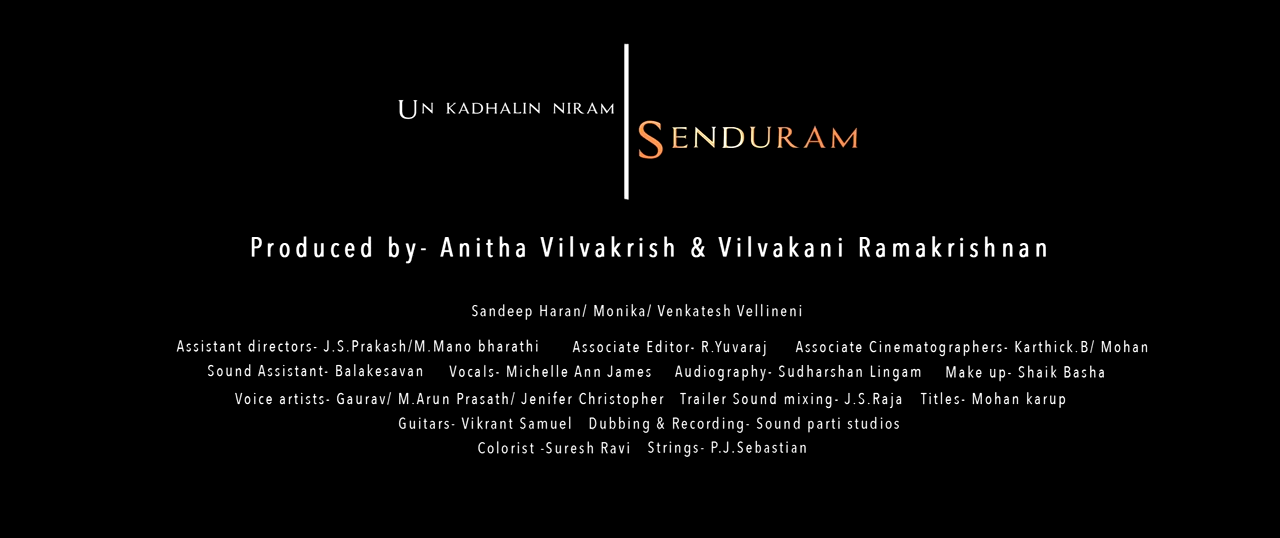 Un kadhalin niram
Senduram
Produced by- Anitha Vilvakrish & Vilvakani Ramakrishnan
Sandeep Haran/ Monika/ Venkatesh Vellineni
Assistant directors- J.S.Prakash/M.Mano bharathi Associate Editor- R.Yuvaraj Associate Cinematographers- Karthick.B/ Mohan
Sound Assistant- Balakesavan Vocals- Michelle Ann James Audiography- Sudharshan Lingam Make up- Shaik Basha
Voice artists- Gaurav/ M.Arun Prasath/ Jenifer Christopher Trailer Sound mixing- J.S.Raja Titles- Mohan karup
Guitars- Vikrant Samuel Dubbing & Recording- Sound parti studios
Colorist -Suresh Ravi Strings- P.J.Sebastian